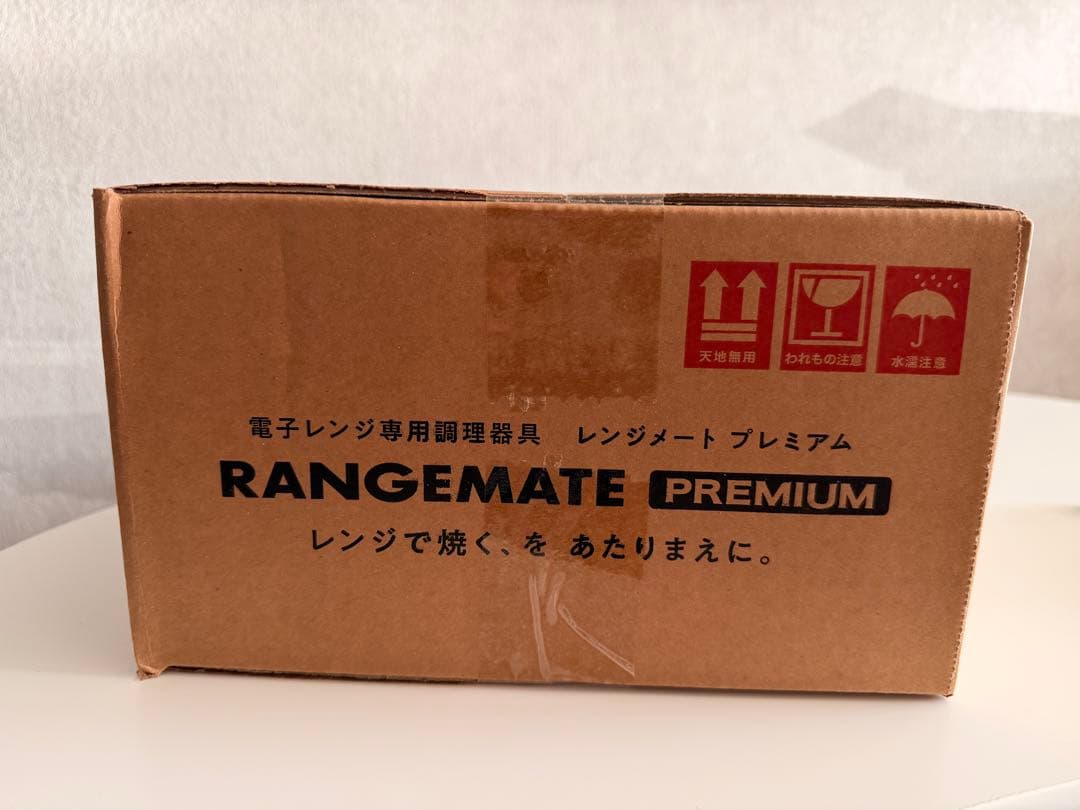 天地無用
われもの注意
水濡注意
電子レンジ専用調理器具 レンジメート プレミアム
RANGEMATE PREMIUM
レンジで焼く、を あたりまえに。